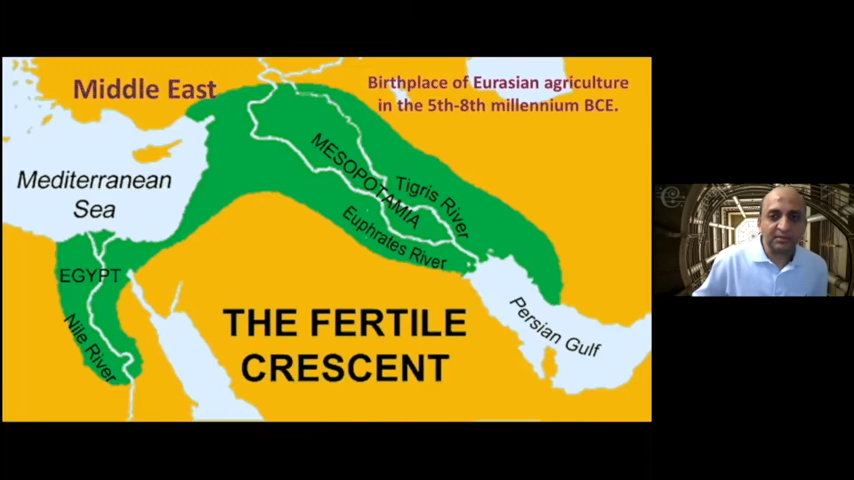 Middle East
Birthplace of Eurasian agriculture
in the 5th-8th millennium BCE.
Mediterranean
Sea
MESOPOTAMIA
Tigris River
Euphrates River
EGYPT
Nile River
THE FERTILE
CRESCENT
Persian Gulf